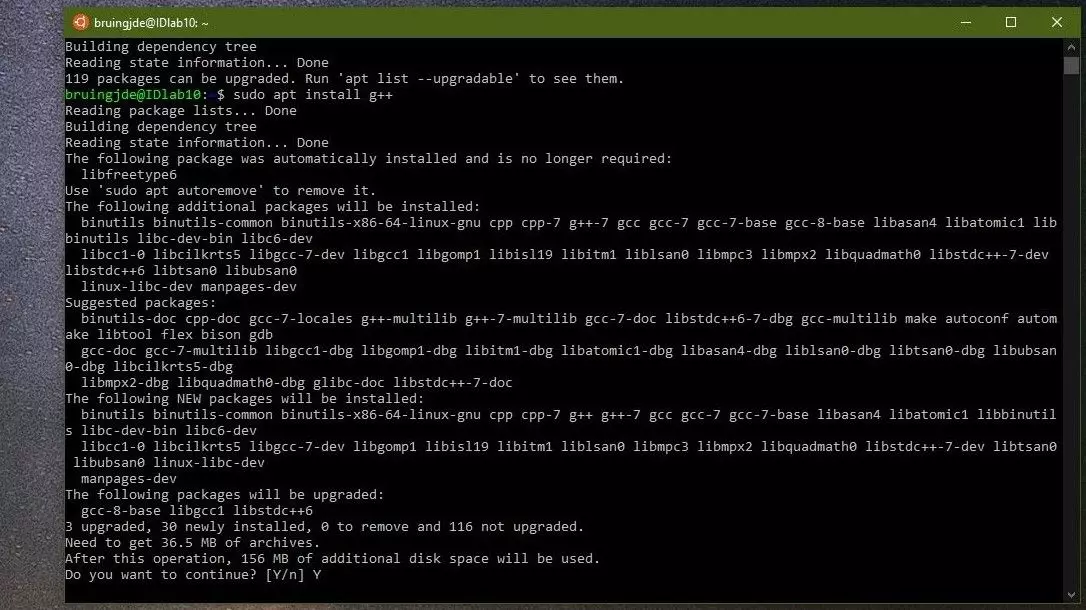 bruingjde@IDlab10: ~
Building dependency tree
Reading state information... Done
119 packages can be upgraded. Run 'apt list --upgradable' to see them.
bruingjde@IDlab10:~$ sudo apt install g++
Reading package lists... Done
Building dependency tree
Reading state information... Done
The following package was automatically installed and is no longer required:
  libfreetype6
Use 'sudo apt autoremove' to remove it.
The following additional packages will be installed:
  binutils binutils-common binutils-x86-64-linux-gnu cpp cpp-7 g++-7 gcc gcc-7 gcc-7-base gcc-8-base libasan4 libatomic1 lib
binutils libc-dev-bin libc6-dev
  libcc1-0 libcilkrts5 libgcc-7-dev libgcc1 libgomp1 libisl19 libitm1 liblsan0 libmpc3 libmpx2 libquadmath0 libstdc++-7-dev
libstdc++6 libtsan0 libubsan0
  linux-libc-dev manpages-dev
Suggested packages:
  binutils-doc cpp-doc gcc-7-locales g++-multilib g++-7-multilib gcc-7-doc libstdc++6-7-dbg gcc-multilib make autoconf autom
ake libtool flex bison gdb
  gcc-doc gcc-7-multilib libgcc1-dbg libgomp1-dbg libitm1-dbg libatomic1-dbg libasan4-dbg liblsan0-dbg libtsan0-dbg libubsan
0-dbg libcilkrts5-dbg
  libmpx2-dbg libquadmath0-dbg glibc-doc libstdc++-7-doc
The following NEW packages will be installed:
  binutils binutils-common binutils-x86-64-linux-gnu cpp cpp-7 g++ g++-7 gcc gcc-7 gcc-7-base libasan4 libatomic1 libbinutil
s libc-dev-bin libc6-dev
  libcc1-0 libcilkrts5 libgcc-7-dev libgomp1 libisl19 libitm1 liblsan0 libmpc3 libmpx2 libquadmath0 libstdc++-7-dev libtsan0
 libubsan0 linux-libc-dev
  manpages-dev
The following packages will be upgraded:
  gcc-8-base libgcc1 libstdc++6
3 upgraded, 30 newly installed, 0 to remove and 116 not upgraded.
Need to get 36.5 MB of archives.
After this operation, 156 MB of additional disk space will be used.
Do you want to continue? [Y/n] Y